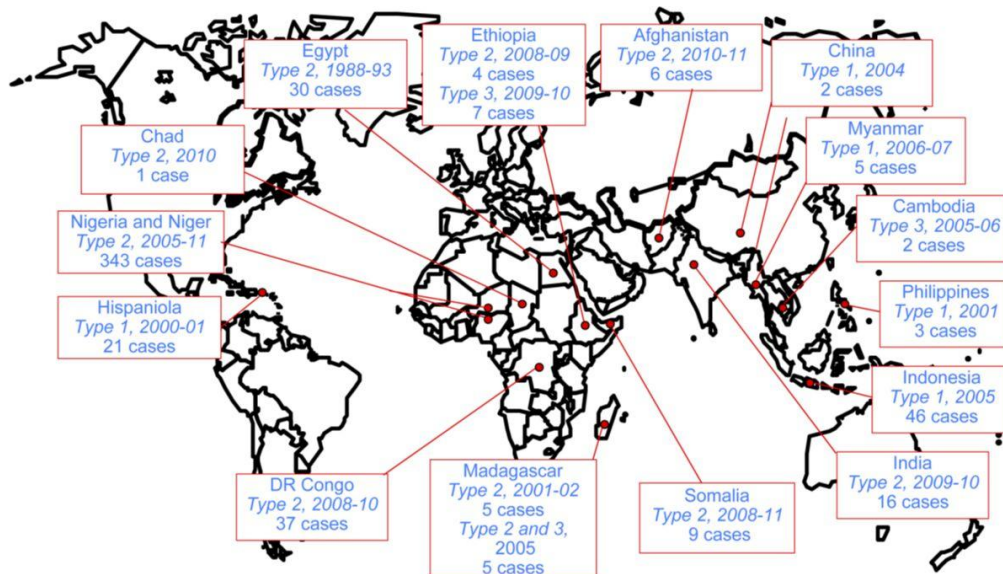 Egypt
Type 2, 1988-93
30 cases
Ethiopia
Type 2, 2008-09
4 cases
Type 3, 2009-10
7 cases
Afghanistan
Type 2, 2010-11
6 cases
China
Type 1, 2004
2 cases
Chad
Type 2, 2010
1 case
Myanmar
Type 1, 2006-07
5 cases
Nigeria and Niger
Type 2, 2005-11
343 cases
Cambodia
Type 3, 2005-06
2 cases
Hispaniola
Type 1, 2000-01
21 cases
Philippines
Type 1, 2001
3 cases
Indonesia
Type 1, 2005
46 cases
DR Congo
Type 2, 2008-10
37 cases
Madagascar
Type 2, 2001-02
5 cases
Type 2 and 3,
2005
5 cases
Somalia
Type 2, 2008-11
9 cases
India
Type 2, 2009-10
16 cases